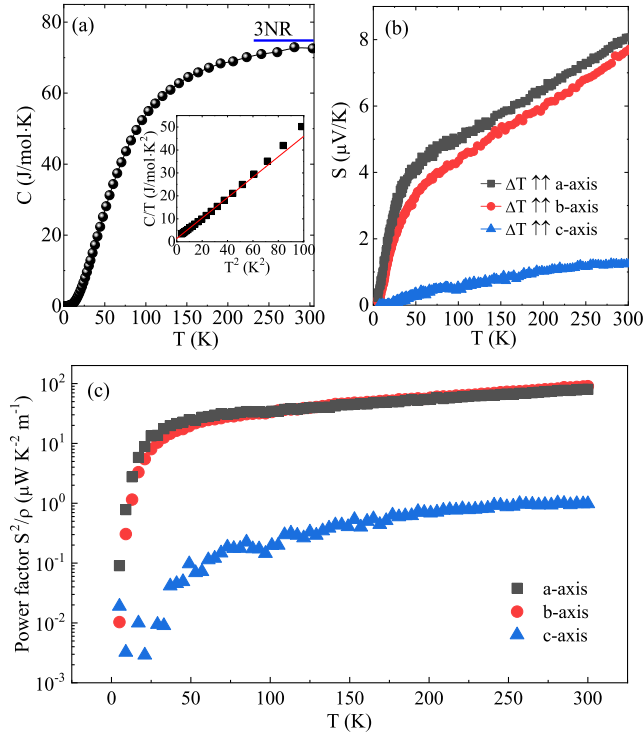 (a)
3NR
C (J/mol·K)
80
60
40
20
0
0 50 100 150 200 250 300
T (K)
C/T (J/mol·K²)
50
40
30
20
10
0
0 20 40 60 80 100
T² (K²)
(b)
S (µV/K)
8
6
4
2
0
ΔT ↑↑ a-axis
ΔT ↑↑ b-axis
ΔT ↑↑ c-axis
0 50 100 150 200 250 300
T (K)
(c)
Power factor S²/ρ (µW K⁻² m⁻¹)
10²
10¹
10⁰
10⁻¹
10⁻²
10⁻³
a-axis
b-axis
c-axis
0 50 100 150 200 250 300
T (K)